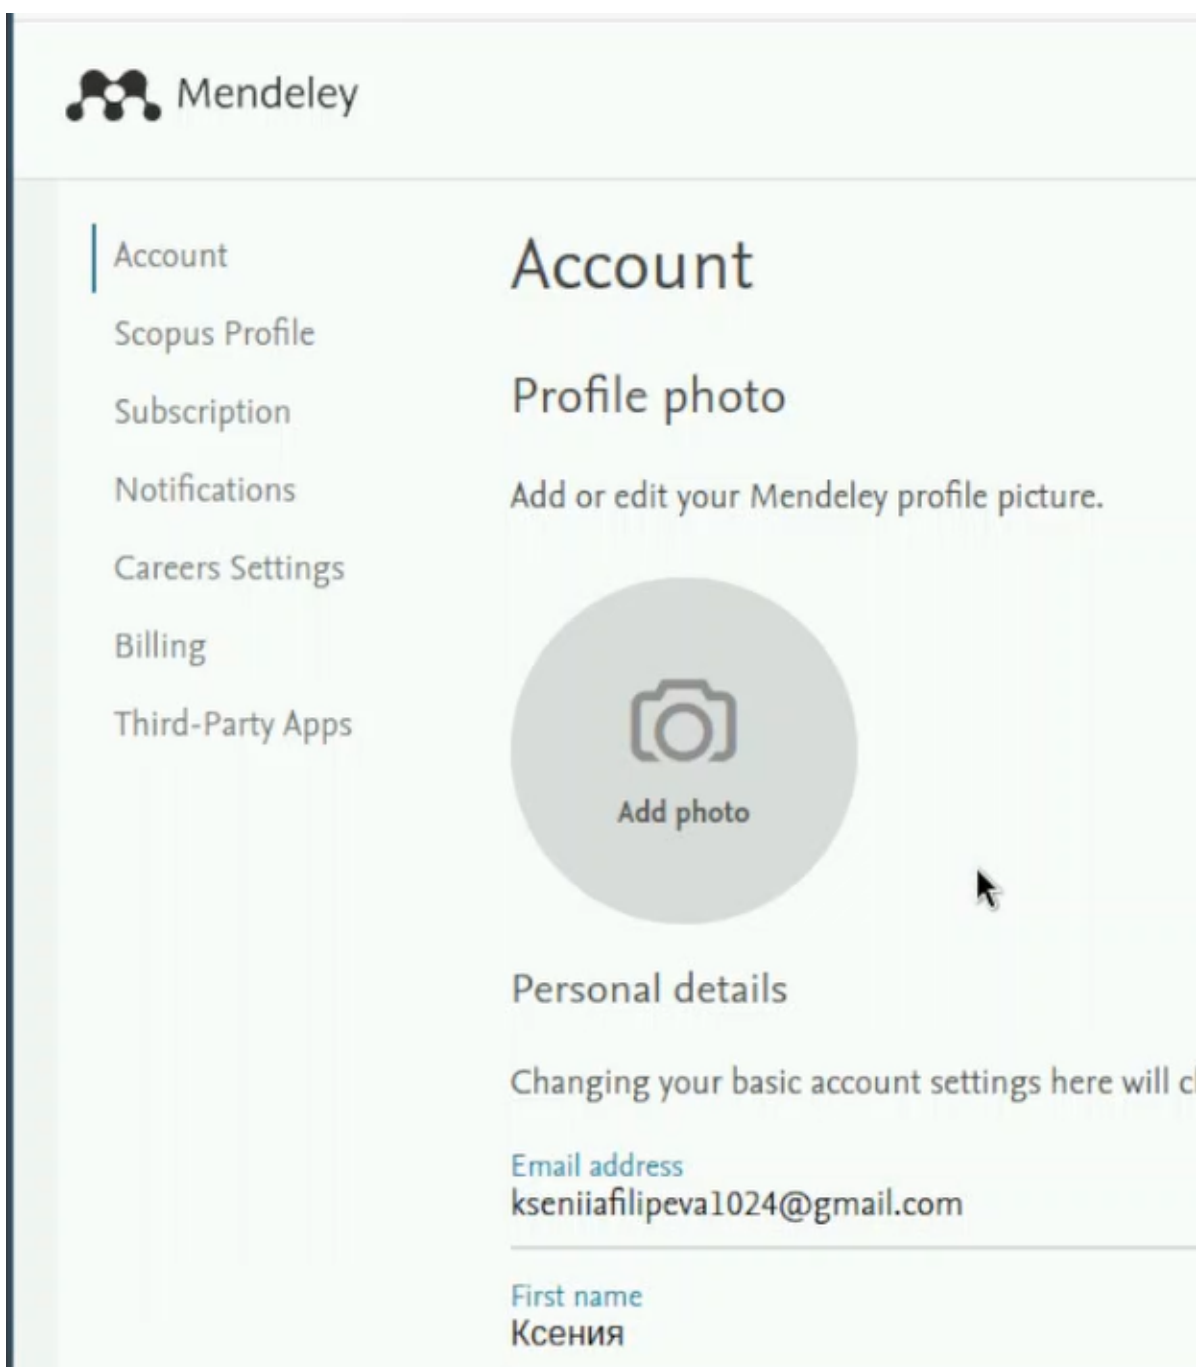 Mendeley
Account
Scopus Profile
Subscription
Notifications
Careers Settings
Billing
Third-Party Apps
Account
Profile photo
Add or edit your Mendeley profile picture.
Add photo
Personal details
Changing your basic account settings here will
Email address
kseniiafilipeva1024@gmail.com
First name
Ксения